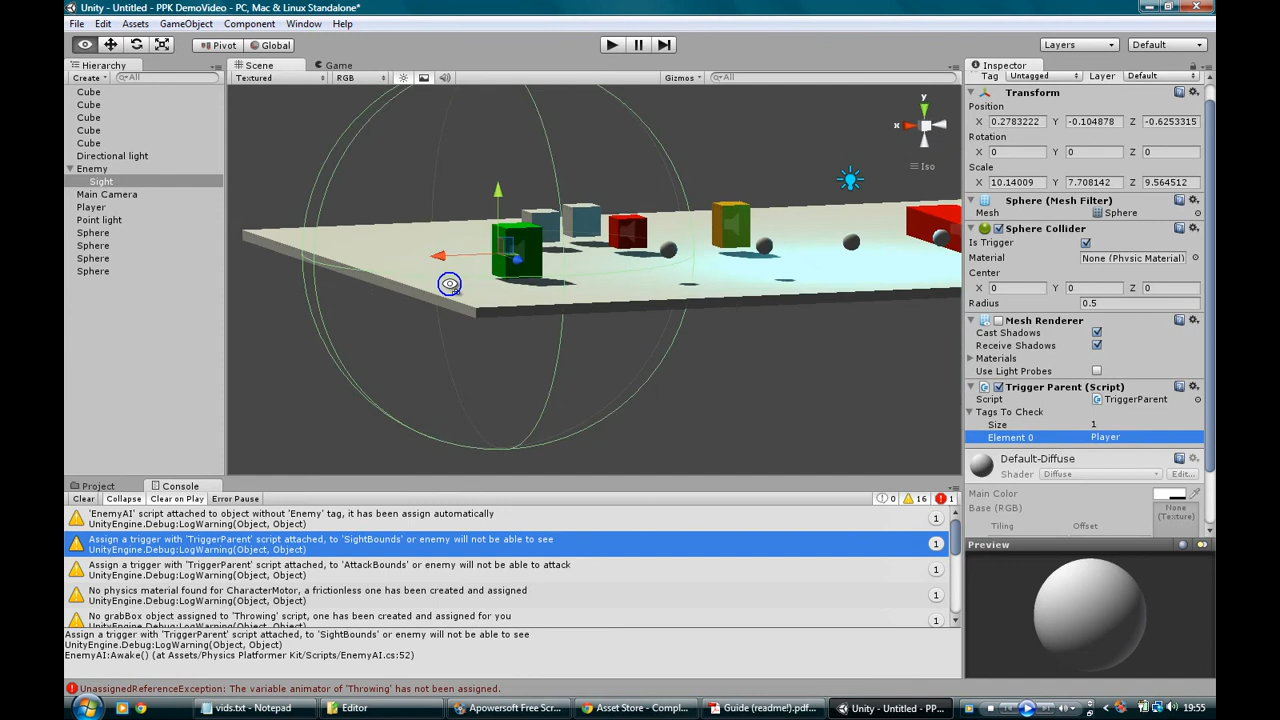 Unity - Untitled - PPK DemoVideo - PC, Mac & Linux Standalone*
File Edit Assets GameObject Component Window Help
Pivot Global Layers Default
Hierarchy Scene Game Inspector
Create All Textured RGB Gizmos All Tag Untagged Layer Default
Cube
Cube
Cube
Cube
Cube
Directional light
Enemy
Sight
Main Camera
Player
Point light
Sphere
Sphere
Sphere
Sphere
y
x
Iso
Transform
Position
X 0.2783222 Y -0.104878 Z -0.6253315
Rotation
X 0 Y 0 Z 0
Scale
X 10.14009 Y 7.708142 Z 9.564512
Sphere (Mesh Filter)
Mesh Sphere
Sphere Collider
Is Trigger
Material None (Physic Material)
Center
X 0 Y 0 Z 0
Radius 0.5
Mesh Renderer
Cast Shadows
Receive Shadows
Materials
Use Light Probes
Trigger Parent (Script)
Script TriggerParent
Tags To Check
Size 1
Element 0 Player
Default-Diffuse
Shader Diffuse Edit...
Main Color
Base (RGB) None (Texture)
Tiling Offset
Preview
Project Console
Clear Collapse Clear on Play Error Pause 0 16 1
'EnemyAI' script attached to object without 'Enemy' tag, it has been assign automatically
UnityEngine.Debug:LogWarning(Object, Object) 1
Assign a trigger with 'TriggerParent' script attached, to 'SightBounds' or enemy will not be able to see
UnityEngine.Debug:LogWarning(Object, Object) 1
Assign a trigger with 'TriggerParent' script attached, to 'AttackBounds' or enemy will not be able to attack
UnityEngine.Debug:LogWarning(Object, Object) 1
No physics material found for CharacterMotor, a frictionless one has been created and assigned
UnityEngine.Debug:LogWarning(Object, Object) 1
No grabBox object assigned to 'Throwing' script, one has been created and assigned for you
UnityEngine.Debug:LogWarning(Object, Object) 1
Assign a trigger with 'TriggerParent' script attached, to 'SightBounds' or enemy will not be able to see
UnityEngine.Debug:LogWarning(Object, Object)
EnemyAI:Awake() (at Assets/Physics Platformer Kit/Scripts/EnemyAI.cs:52)
UnassignedReferenceException: The variable animator of 'Throwing' has not been assigned.
vids.txt - Notepad Editor Apowersoft Free Scr... Asset Store - Compl... Guide (readme!).pdf... Unity - Untitled - PP... 19:55